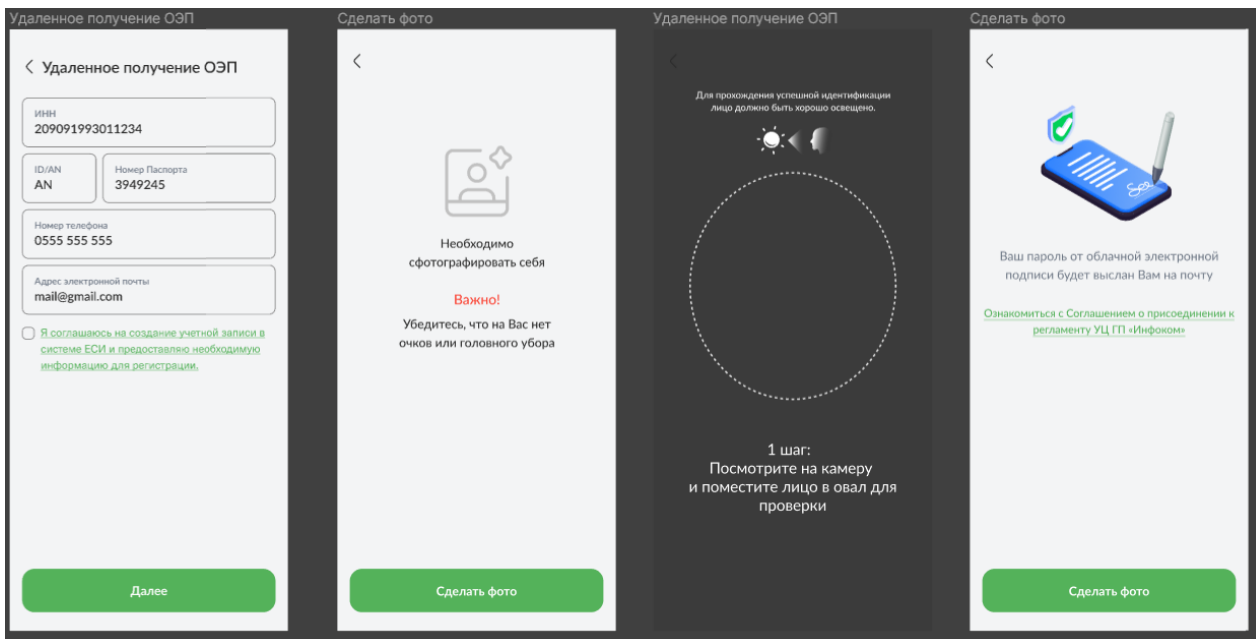 Удаленное получение ОЭП
Удаленное получение ОЭП
ИНН
209091993011234
ID/AN
AN
Номер Паспорта
3949245
Номер телефона
0555 555 555
Адрес электронной почты
mail@gmail.com
Я соглашаюсь на создание учетной записи в
системе ЕСИ и предоставляю необходимую
информацию для регистрации.
Далее
Сделать фото
Необходимо
сфотографировать себя
Важно!
Убедитесь, что на Вас нет
очков или головного убора
Сделать фото
Удаленное получение ОЭП
Для прохождения успешной идентификации
лицо должно быть хорошо освещено.
1 шаг:
Посмотрите на камеру
и поместите лицо в овал для
проверки
Сделать фото
Ваш пароль от облачной электронной
подписи будет выслан Вам на почту
Ознакомиться с Соглашением о присоединении к
регламенту УЦ ГП «Инфоком»
Сделать фото